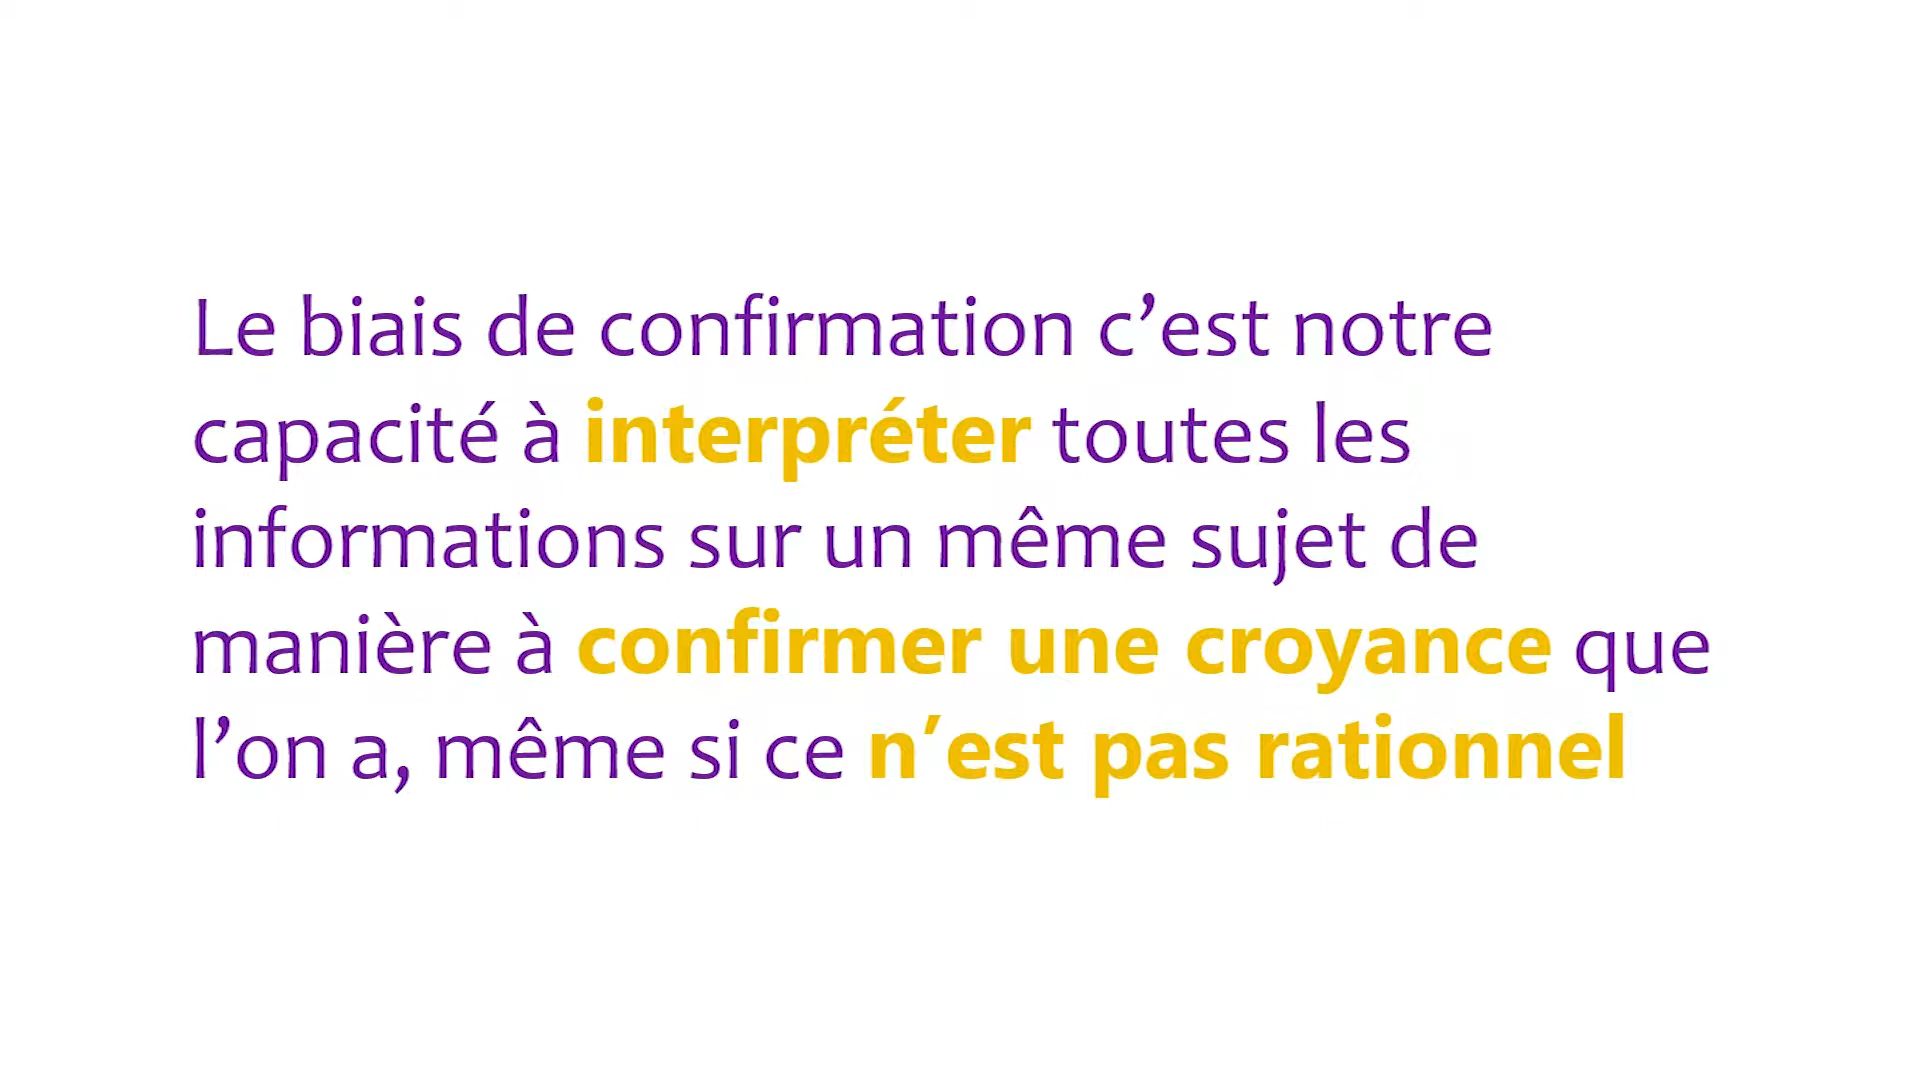 Le biais de confirmation c’est notre
capacité à interpréter toutes les
informations sur un même sujet de
manière à confirmer une croyance que
l’on a, même si ce n’est pas rationnel